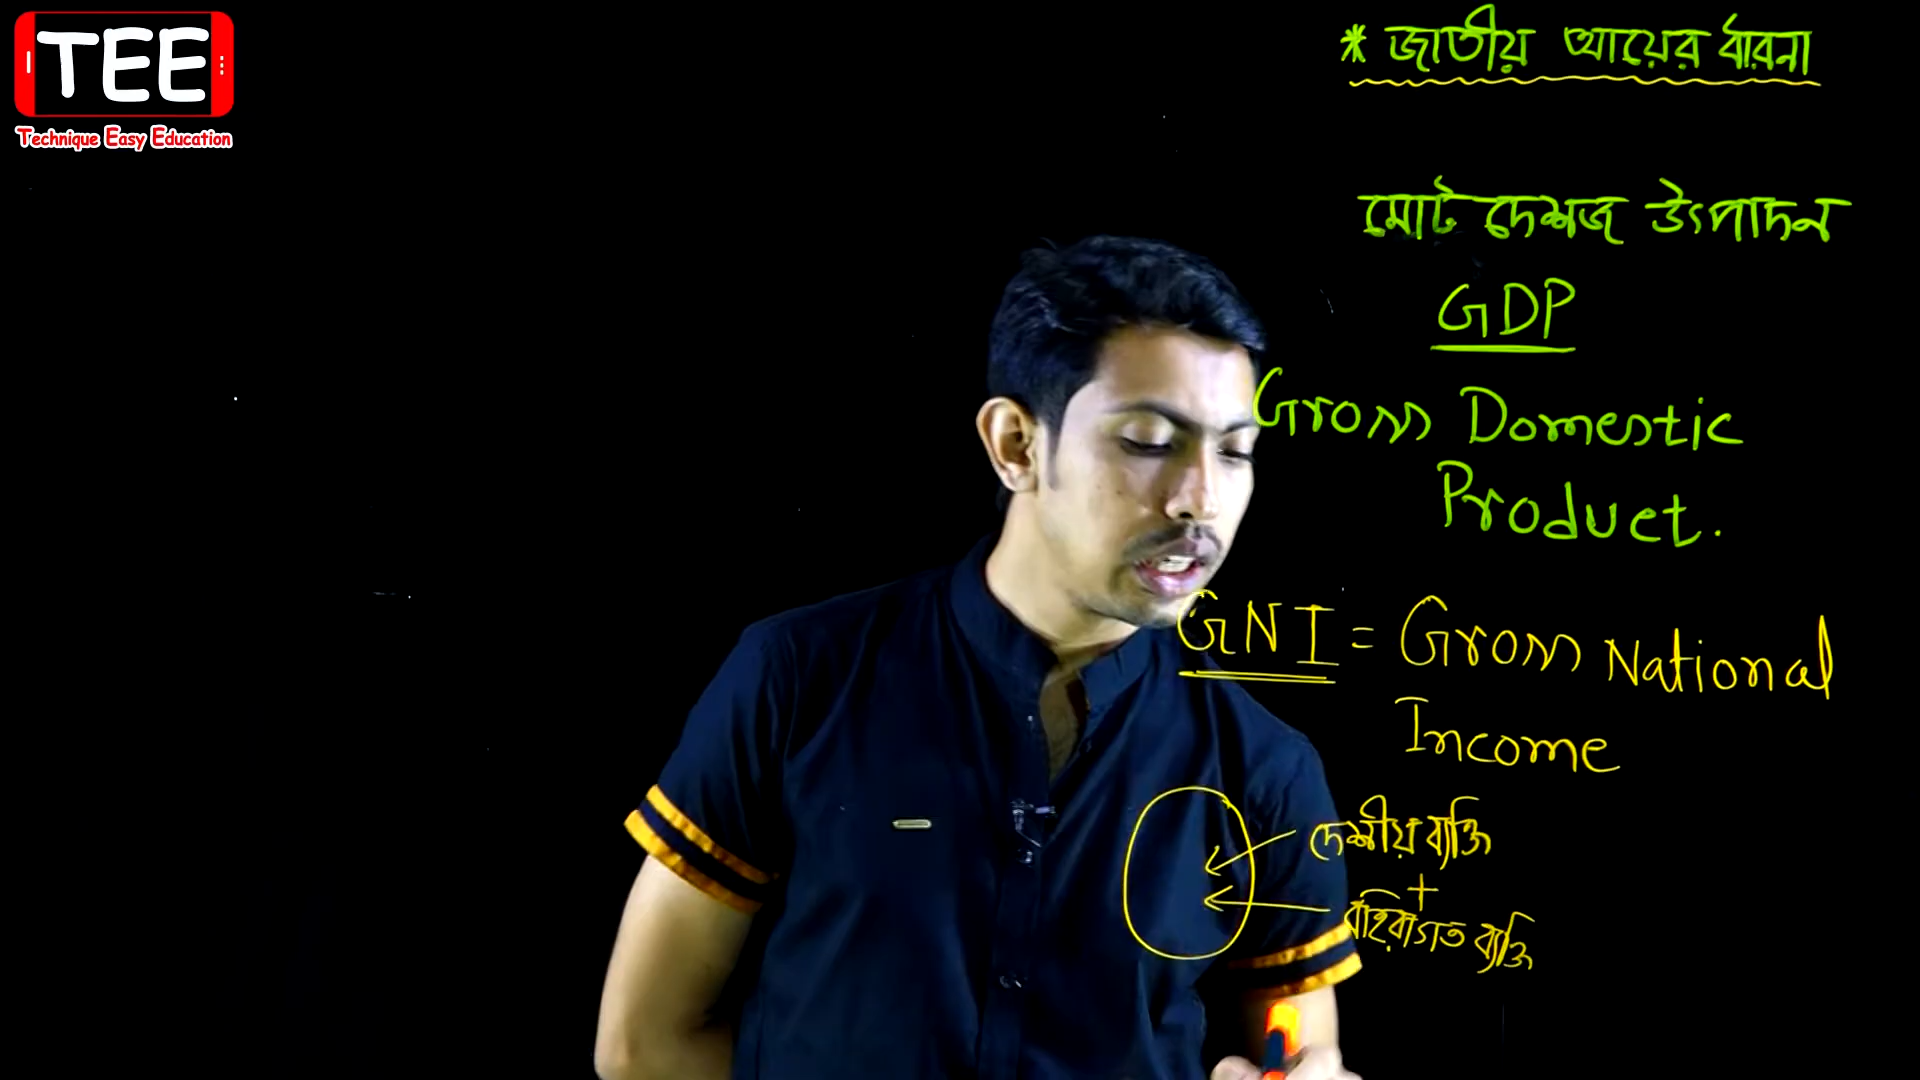 TEE
Technique Easy Education
* জাতীয় আয়ের ধারনা
মোট দেশজ উৎপাদন
GDP
Gross Domestic
Product.
GNI = Gross National
Income
দেশীয় ব্যক্তি
+
বাহিরাগত ব্যক্তি